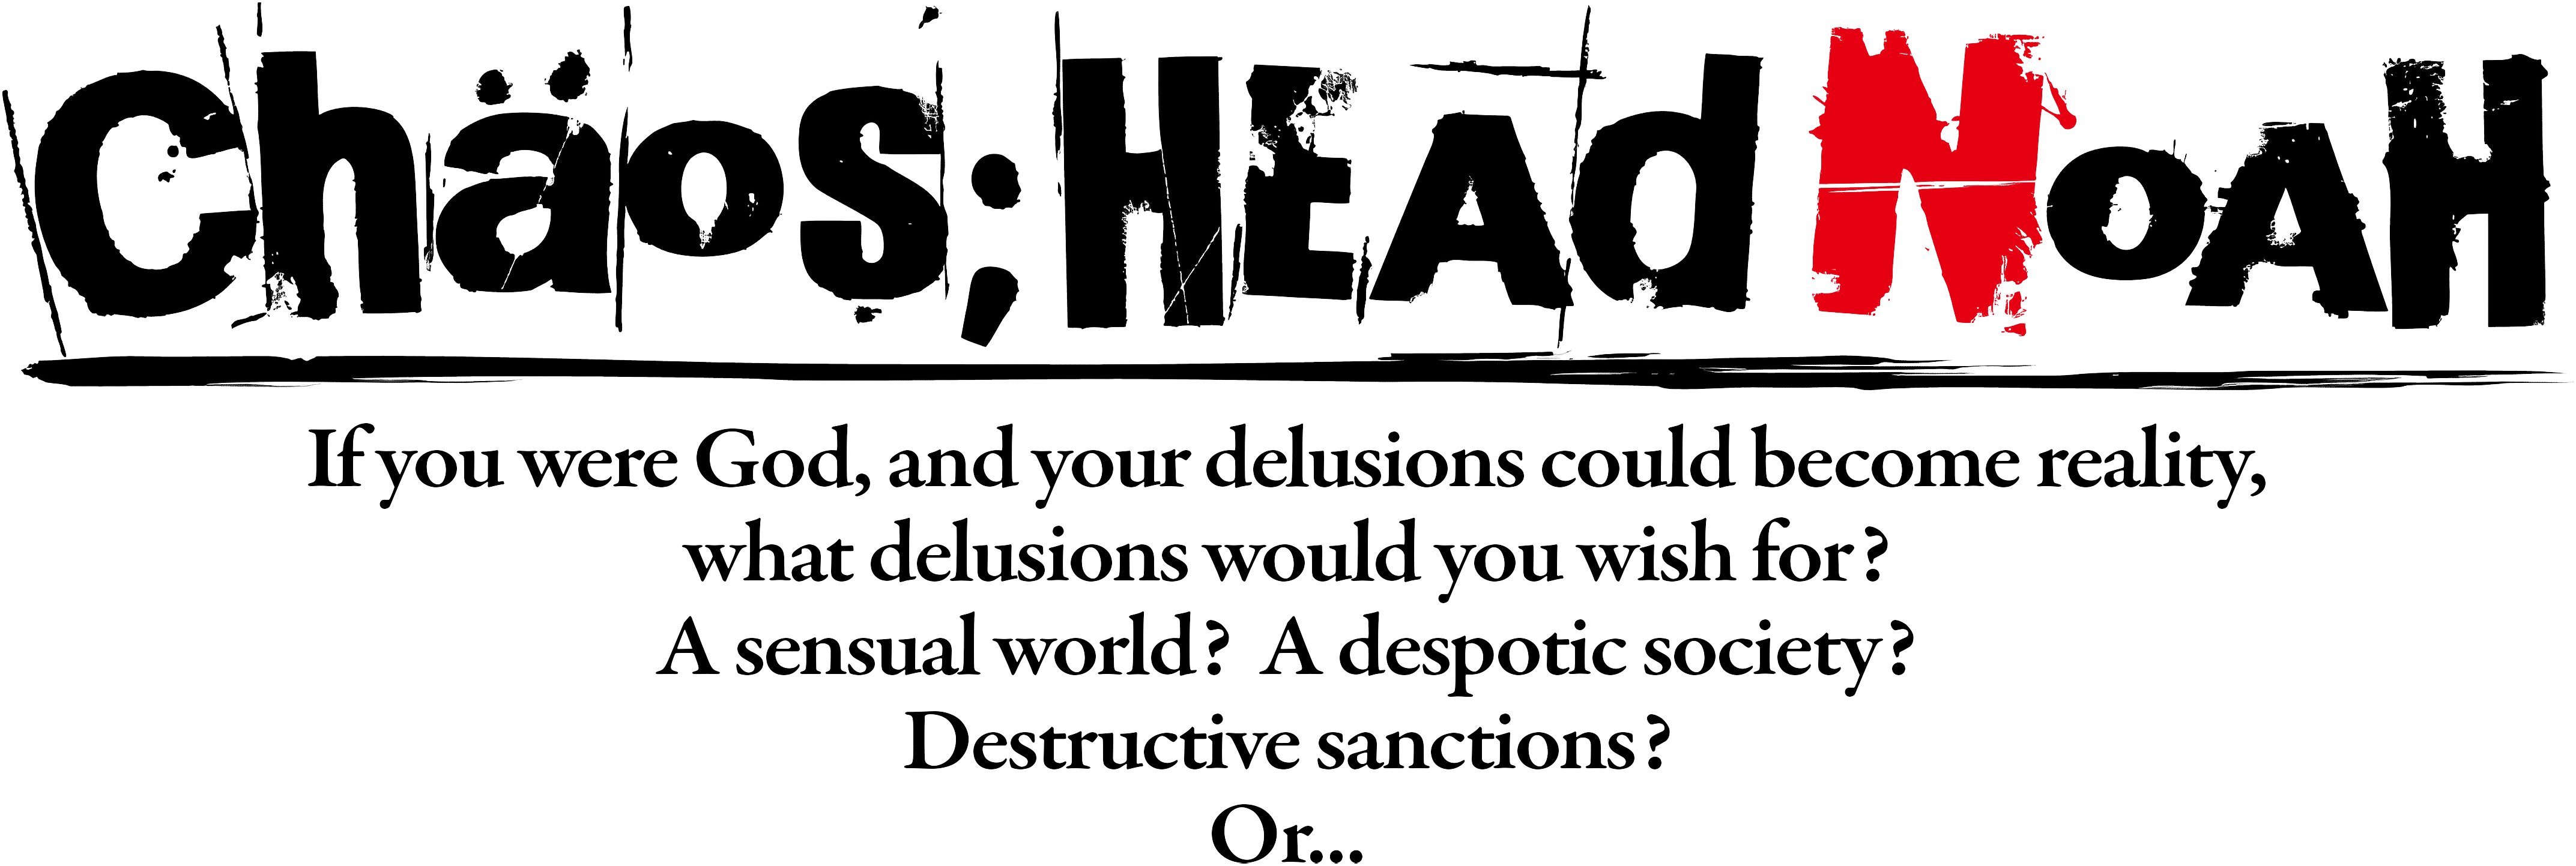 Chäos;HEAd NoAH
If you were God, and your delusions could become reality,
what delusions would you wish for?
A sensual world? A despotic society?
Destructive sanctions?
Or...